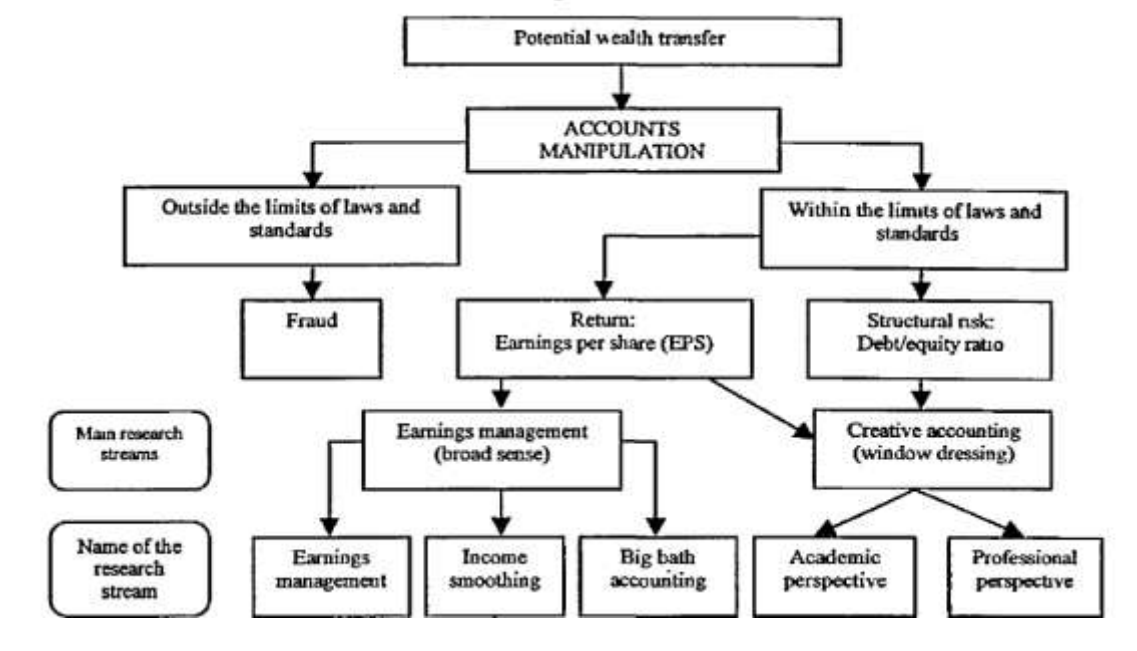 Potential wealth transfer
ACCOUNTS
MANIPULATION
Outside the limits of laws and
standards
Within the limits of laws and
standards
Fraud
Return:
Earnings per share (EPS)
Structural risk:
Debt/equity ratio
Main research
streams
Earnings management
(broad sense)
Creative accounting
(window dressing)
Name of the
research
stream
Earnings
management
Income
smoothing
Big bath
accounting
Academic
perspective
Professional
perspective